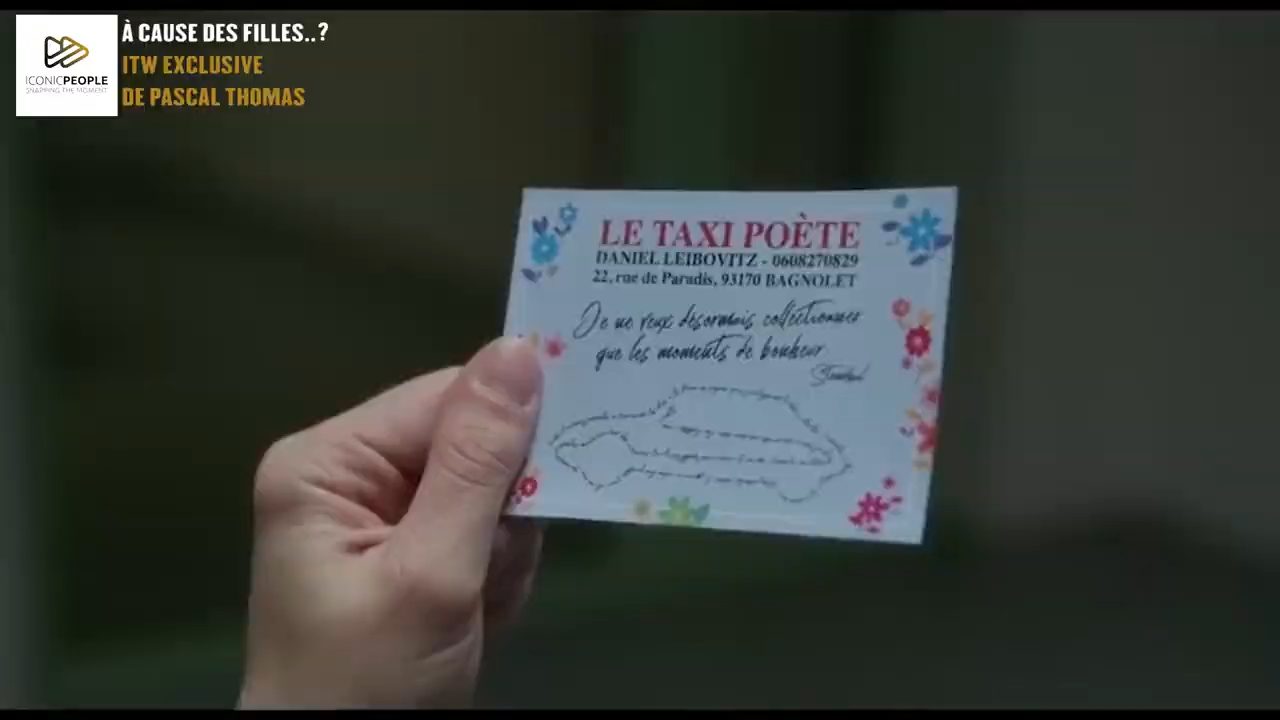 À CAUSE DES FILLES..?
ITW EXCLUSIVE
DE PASCAL THOMAS
ICONICPEOPLE
SNAPPING THE MOMENT
LE TAXI POÈTE
DANIEL LEIBOVITZ - 0608270829
22, rue de Paradis, 93170 BAGNOLET
Je ne veux désormais collectionner
que les moments de bonheur
Stendhal